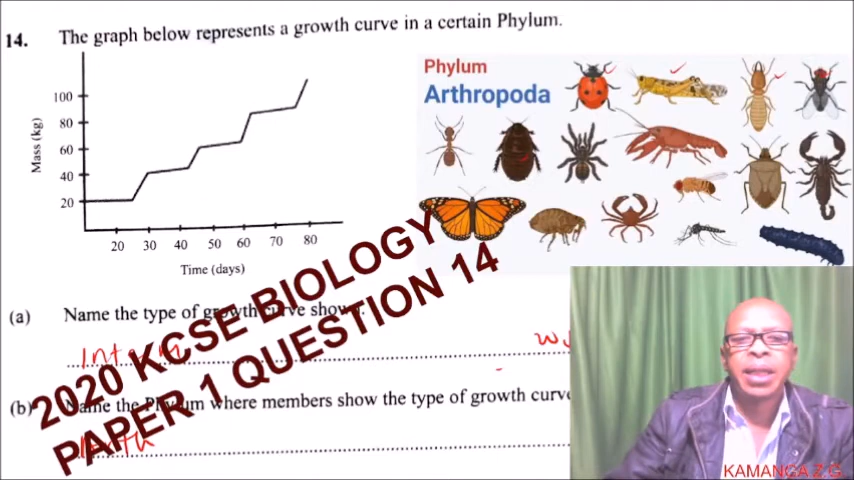 14. The graph below represents a growth curve in a certain Phylum.
Phylum
Arthropoda
Mass (kg)
100
80
60
40
20
20 30 40 50 60 70 80
Time (days)
(a) Name the type of growth curve shown
(b) Name the Phylum where members show the type of growth curve
2020 KCSE BIOLOGY
PAPER 1 QUESTION 14
KAMANGA Z.G